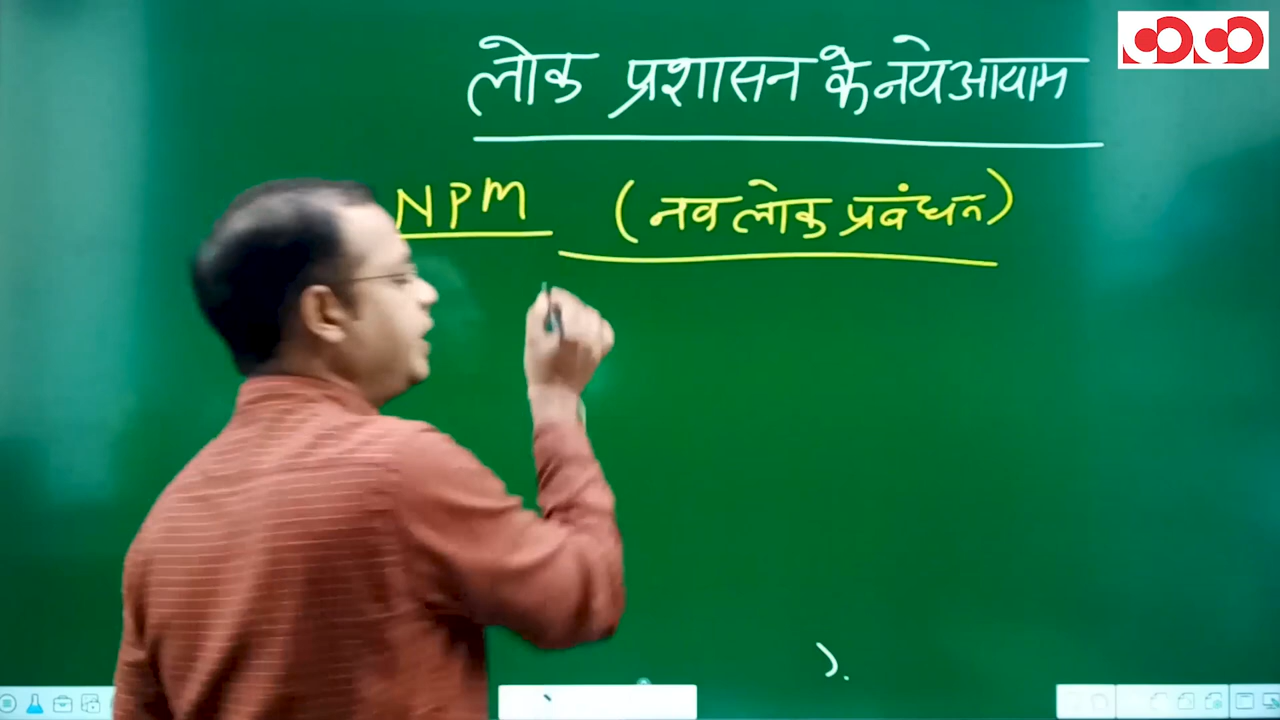 लोक प्रशासन के नये आयाम
NPM (नव लोक प्रबंधन)